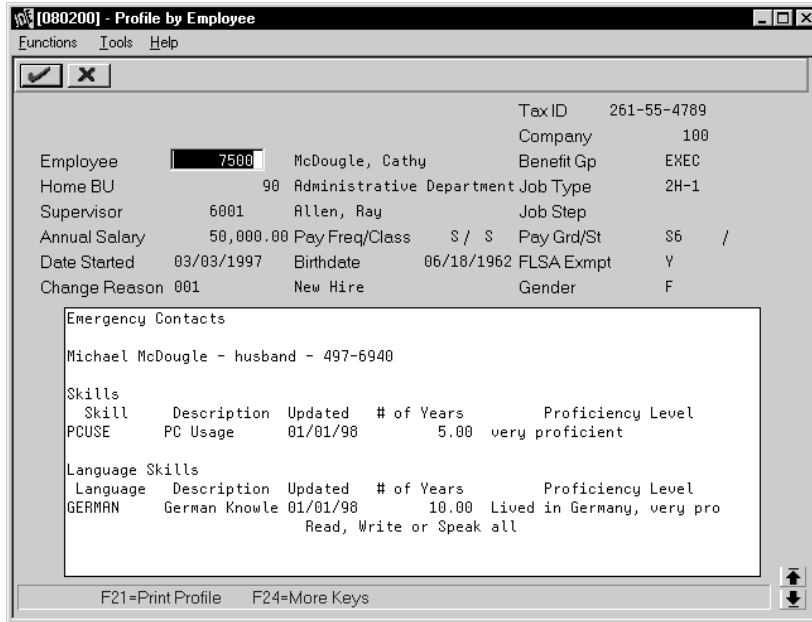 [080200] - Profile by Employee
Functions Tools Help
Tax ID 261-55-4789
Company 100
Employee 7500 McDougle, Cathy Benefit Gp EXEC
Home BU 90 Administrative Department Job Type 2H-1
Supervisor 6001 Allen, Ray Job Step
Annual Salary 50,000.00 Pay Freq/Class S / S Pay Grd/St S6 /
Date Started 03/03/1997 Birthdate 06/18/1962 FLSA Exmpt Y
Change Reason 001 New Hire Gender F
Emergency Contacts
Michael McDougle - husband - 497-6940
Skills
Skill Description Updated # of Years Proficiency Level
PCUSE PC Usage 01/01/98 5.00 very proficient
Language Skills
Language Description Updated # of Years Proficiency Level
GERMAN German Knowle 01/01/98 10.00 Lived in Germany, very pro
Read, Write or Speak all
F21=Print Profile F24=More Keys